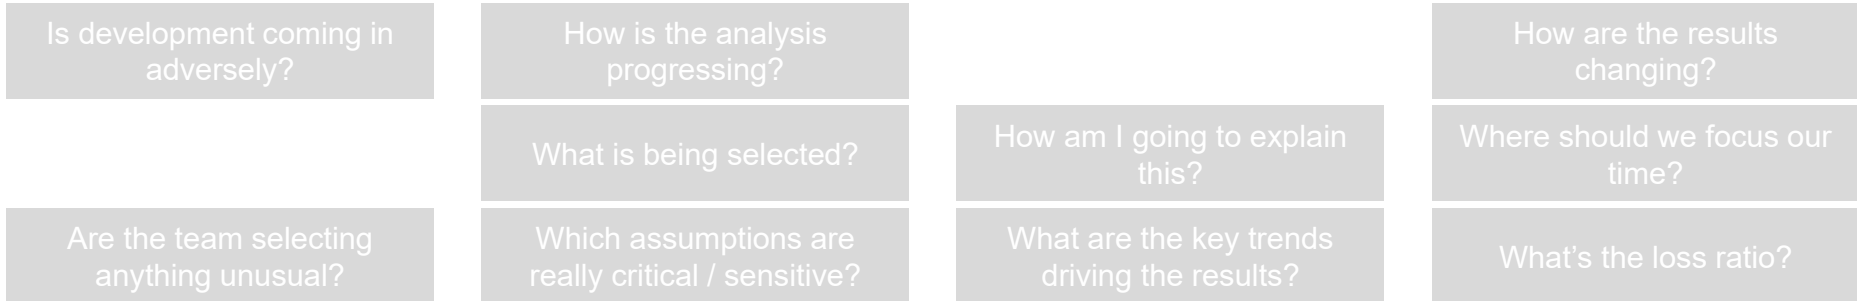 Is development coming in
adversely?
How is the analysis
progressing?
How are the results
changing?
What is being selected?
How am I going to explain
this?
Where should we focus our
time?
Are the team selecting
anything unusual?
Which assumptions are
really critical / sensitive?
What are the key trends
driving the results?
What’s the loss ratio?